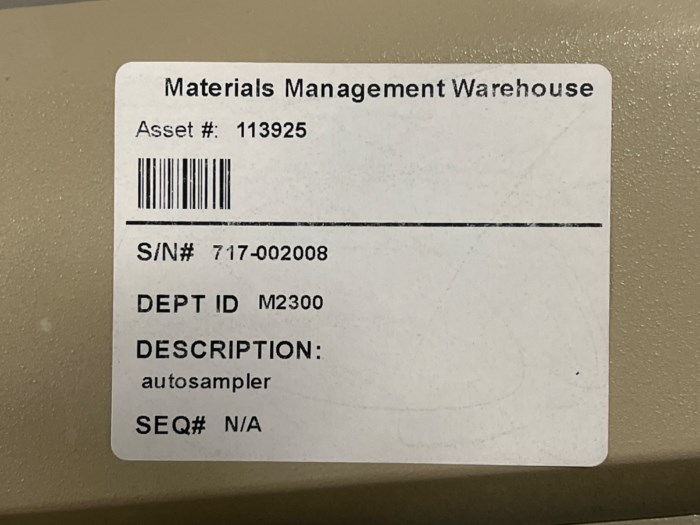 Materials Management Warehouse
Asset #: 113925
S/N# 717-002008
DEPT ID M2300
DESCRIPTION:
autosampler
SEQ# N/A